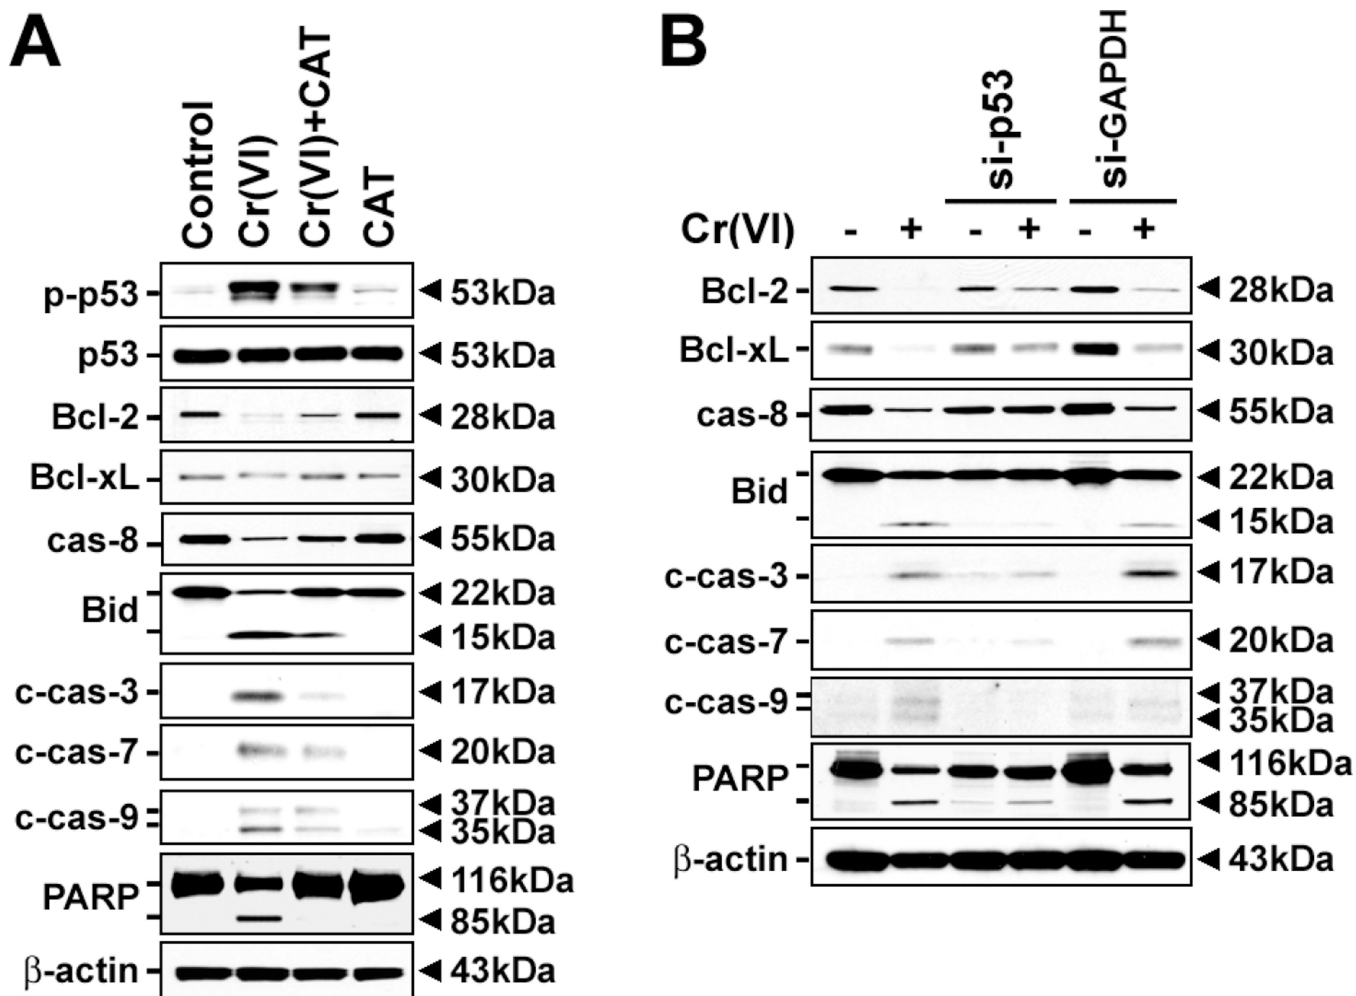 A
Control
Cr(VI)
Cr(VI)+CAT
CAT
p-p53
53kDa
p53
53kDa
Bcl-2
28kDa
Bcl-xL
30kDa
cas-8
55kDa
Bid
22kDa
15kDa
c-cas-3
17kDa
c-cas-7
20kDa
c-cas-9
37kDa
35kDa
PARP
116kDa
85kDa
β-actin
43kDa
B
si-p53
si-GAPDH
Cr(VI) - + - + - +
Bcl-2
28kDa
Bcl-xL
30kDa
cas-8
55kDa
Bid
22kDa
15kDa
c-cas-3
17kDa
c-cas-7
20kDa
c-cas-9
37kDa
35kDa
PARP
116kDa
85kDa
β-actin
43kDa